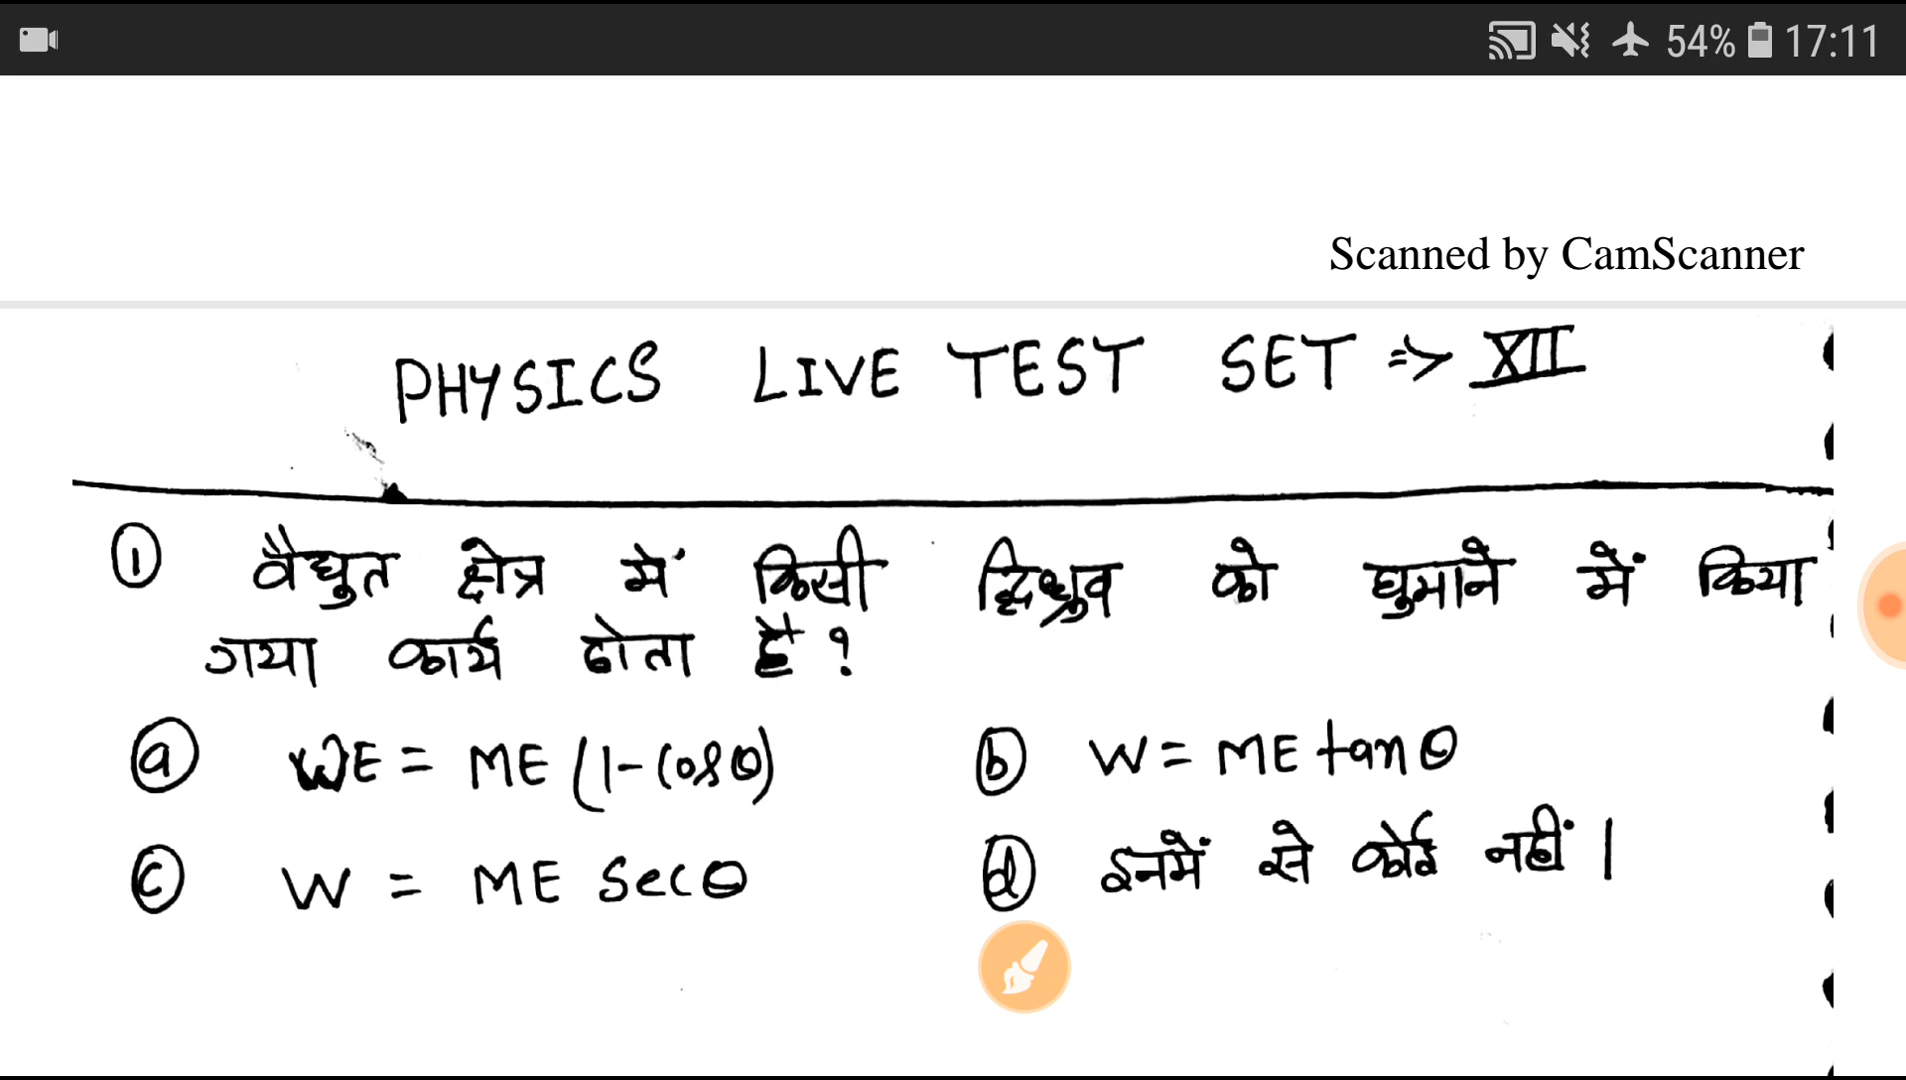 54% 17:11
Scanned by CamScanner
PHYSICS LIVE TEST SET => XII
① वैद्युत क्षेत्र में किसी द्विध्रुव को घुमाने में किया
गया कार्य होता है ?
ⓐ WE = ME (1-cosθ) ⓑ W = ME tanθ
ⓒ W = ME secθ ⓓ इनमें से कोई नहीं |